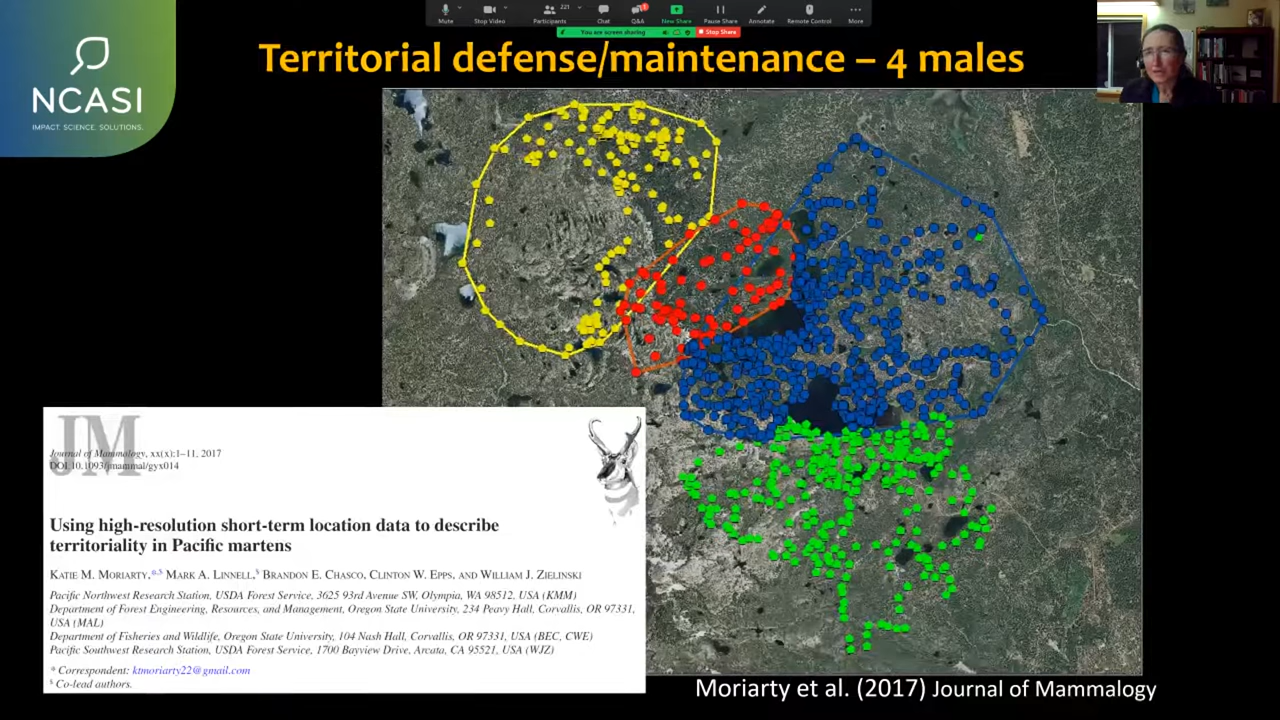 221
Mute
Stop Video
Participants
Chat
Q&A
New Share
Pause Share
Annotate
Remote Control
More
You are screen sharing
Stop Share
Territorial defense/maintenance – 4 males
NCASI
IMPACT. SCIENCE. SOLUTIONS.
JM
Journal of Mammalogy, xx(x):1–11, 2017
DOI:10.1093/jmammal/gyx014
Using high-resolution short-term location data to describe
territoriality in Pacific martens
Katie M. Moriarty,*,§ Mark A. Linnell,§ Brandon E. Chasco, Clinton W. Epps, and William J. Zielinski
Pacific Northwest Research Station, USDA Forest Service, 3625 93rd Avenue SW, Olympia, WA 98512, USA (KMM)
Department of Forest Engineering, Resources, and Management, Oregon State University, 234 Peavy Hall, Corvallis, OR 97331,
USA (MAL)
Department of Fisheries and Wildlife, Oregon State University, 104 Nash Hall, Corvallis, OR 97331, USA (BEC, CWE)
Pacific Southwest Research Station, USDA Forest Service, 1700 Bayview Drive, Arcata, CA 95521, USA (WJZ)
* Correspondent: ktmoriarty22@gmail.com
§ Co-lead authors.
Moriarty et al. (2017) Journal of Mammalogy